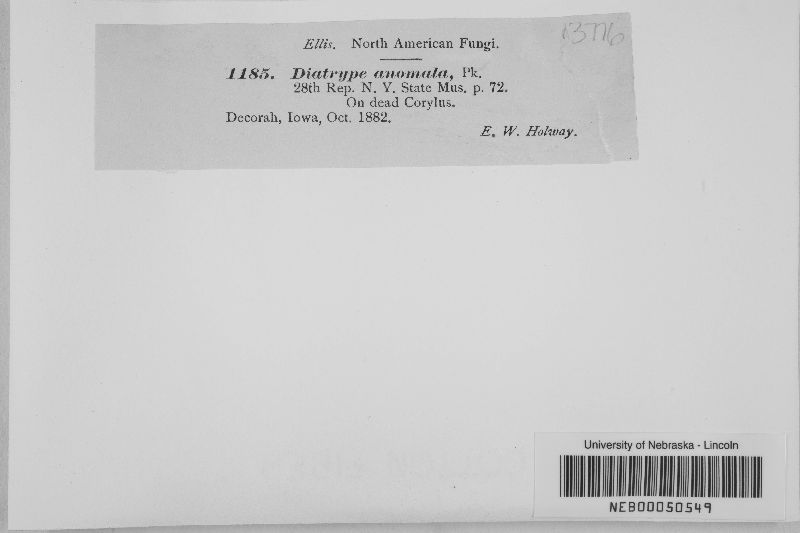 13776
Ellis. North American Fungi.
1185. Diatrype anomala, Pk.
28th Rep. N. Y. State Mus. p. 72.
On dead Corylus.
Decorah, Iowa, Oct. 1882.
E. W. Holway.
University of Nebraska - Lincoln
NEB00050549